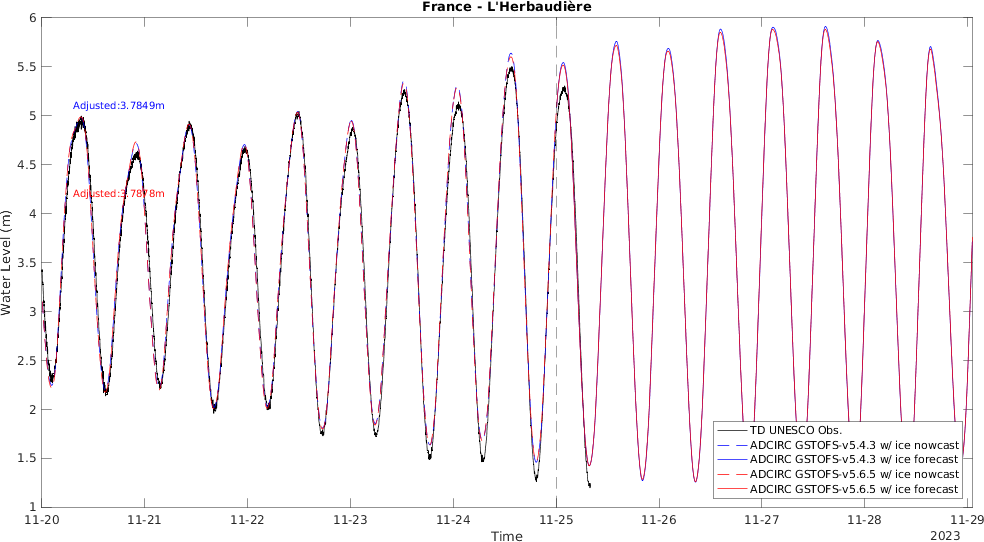 France - L'Herbaudière
6
5.5
5
4.5
4
3.5
3
2.5
2
1.5
1
Water Level (m)
Adjusted:3.7849m
Adjusted:3.7878m
TD UNESCO Obs.
ADCIRC GSTOFS-v5.4.3 w/ ice nowcast
ADCIRC GSTOFS-v5.4.3 w/ ice forecast
ADCIRC GSTOFS-v5.6.5 w/ ice nowcast
ADCIRC GSTOFS-v5.6.5 w/ ice forecast
11-20 11-21 11-22 11-23 11-24 11-25 11-26 11-27 11-28 11-29
Time
2023